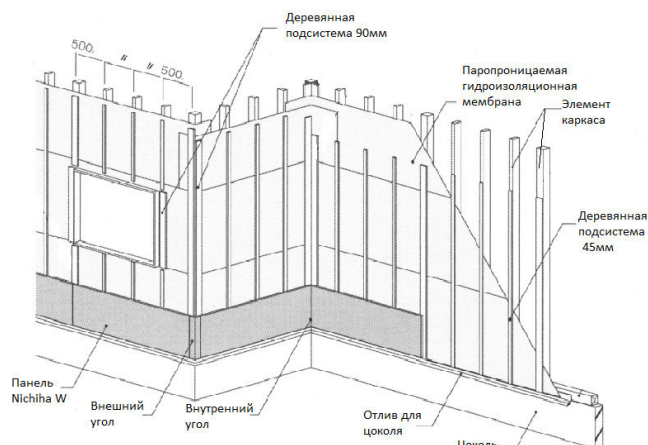 Деревянная
подсистема 90мм
500
500
Паропроницаемая
гидроизоляционная
мембрана
Элемент
каркаса
Деревянная
подсистема
45мм
Панель
Nichiha W
Внешний
угол
Внутренний
угол
Отлив для
цоколя
Цоколь